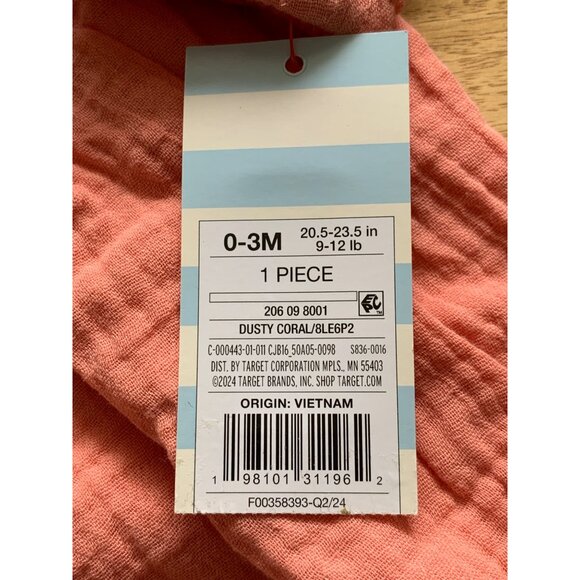 0-3M
20.5-23.5 in
9-12 lb
1 PIECE
206 09 8001
DUSTY CORAL/8LE6P2
C-000443-01-011 CJB16_50A05-0098 S836-0016
DIST. BY TARGET CORPORATION MPLS., MN 55403
©2024 TARGET BRANDS, INC. SHOP TARGET.COM
ORIGIN: VIETNAM
1 98101 31196 2
F00358393-Q2/24